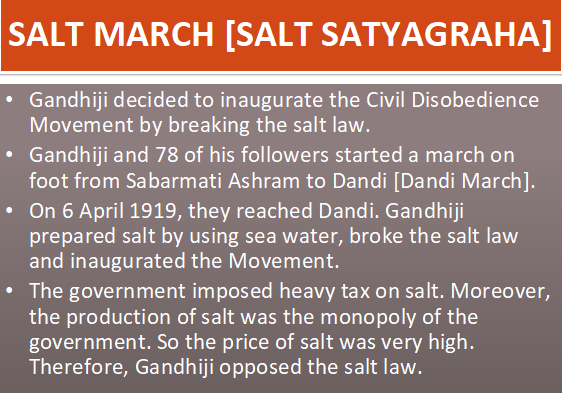 SALT MARCH [SALT SATYAGRAHA]
• Gandhiji decided to inaugurate the Civil Disobedience
Movement by breaking the salt law.
• Gandhiji and 78 of his followers started a march on
foot from Sabarmati Ashram to Dandi [Dandi March].
• On 6 April 1919, they reached Dandi. Gandhiji
prepared salt by using sea water, broke the salt law
and inaugurated the Movement.
• The government imposed heavy tax on salt. Moreover,
the production of salt was the monopoly of the
government. So the price of salt was very high.
Therefore, Gandhiji opposed the salt law.